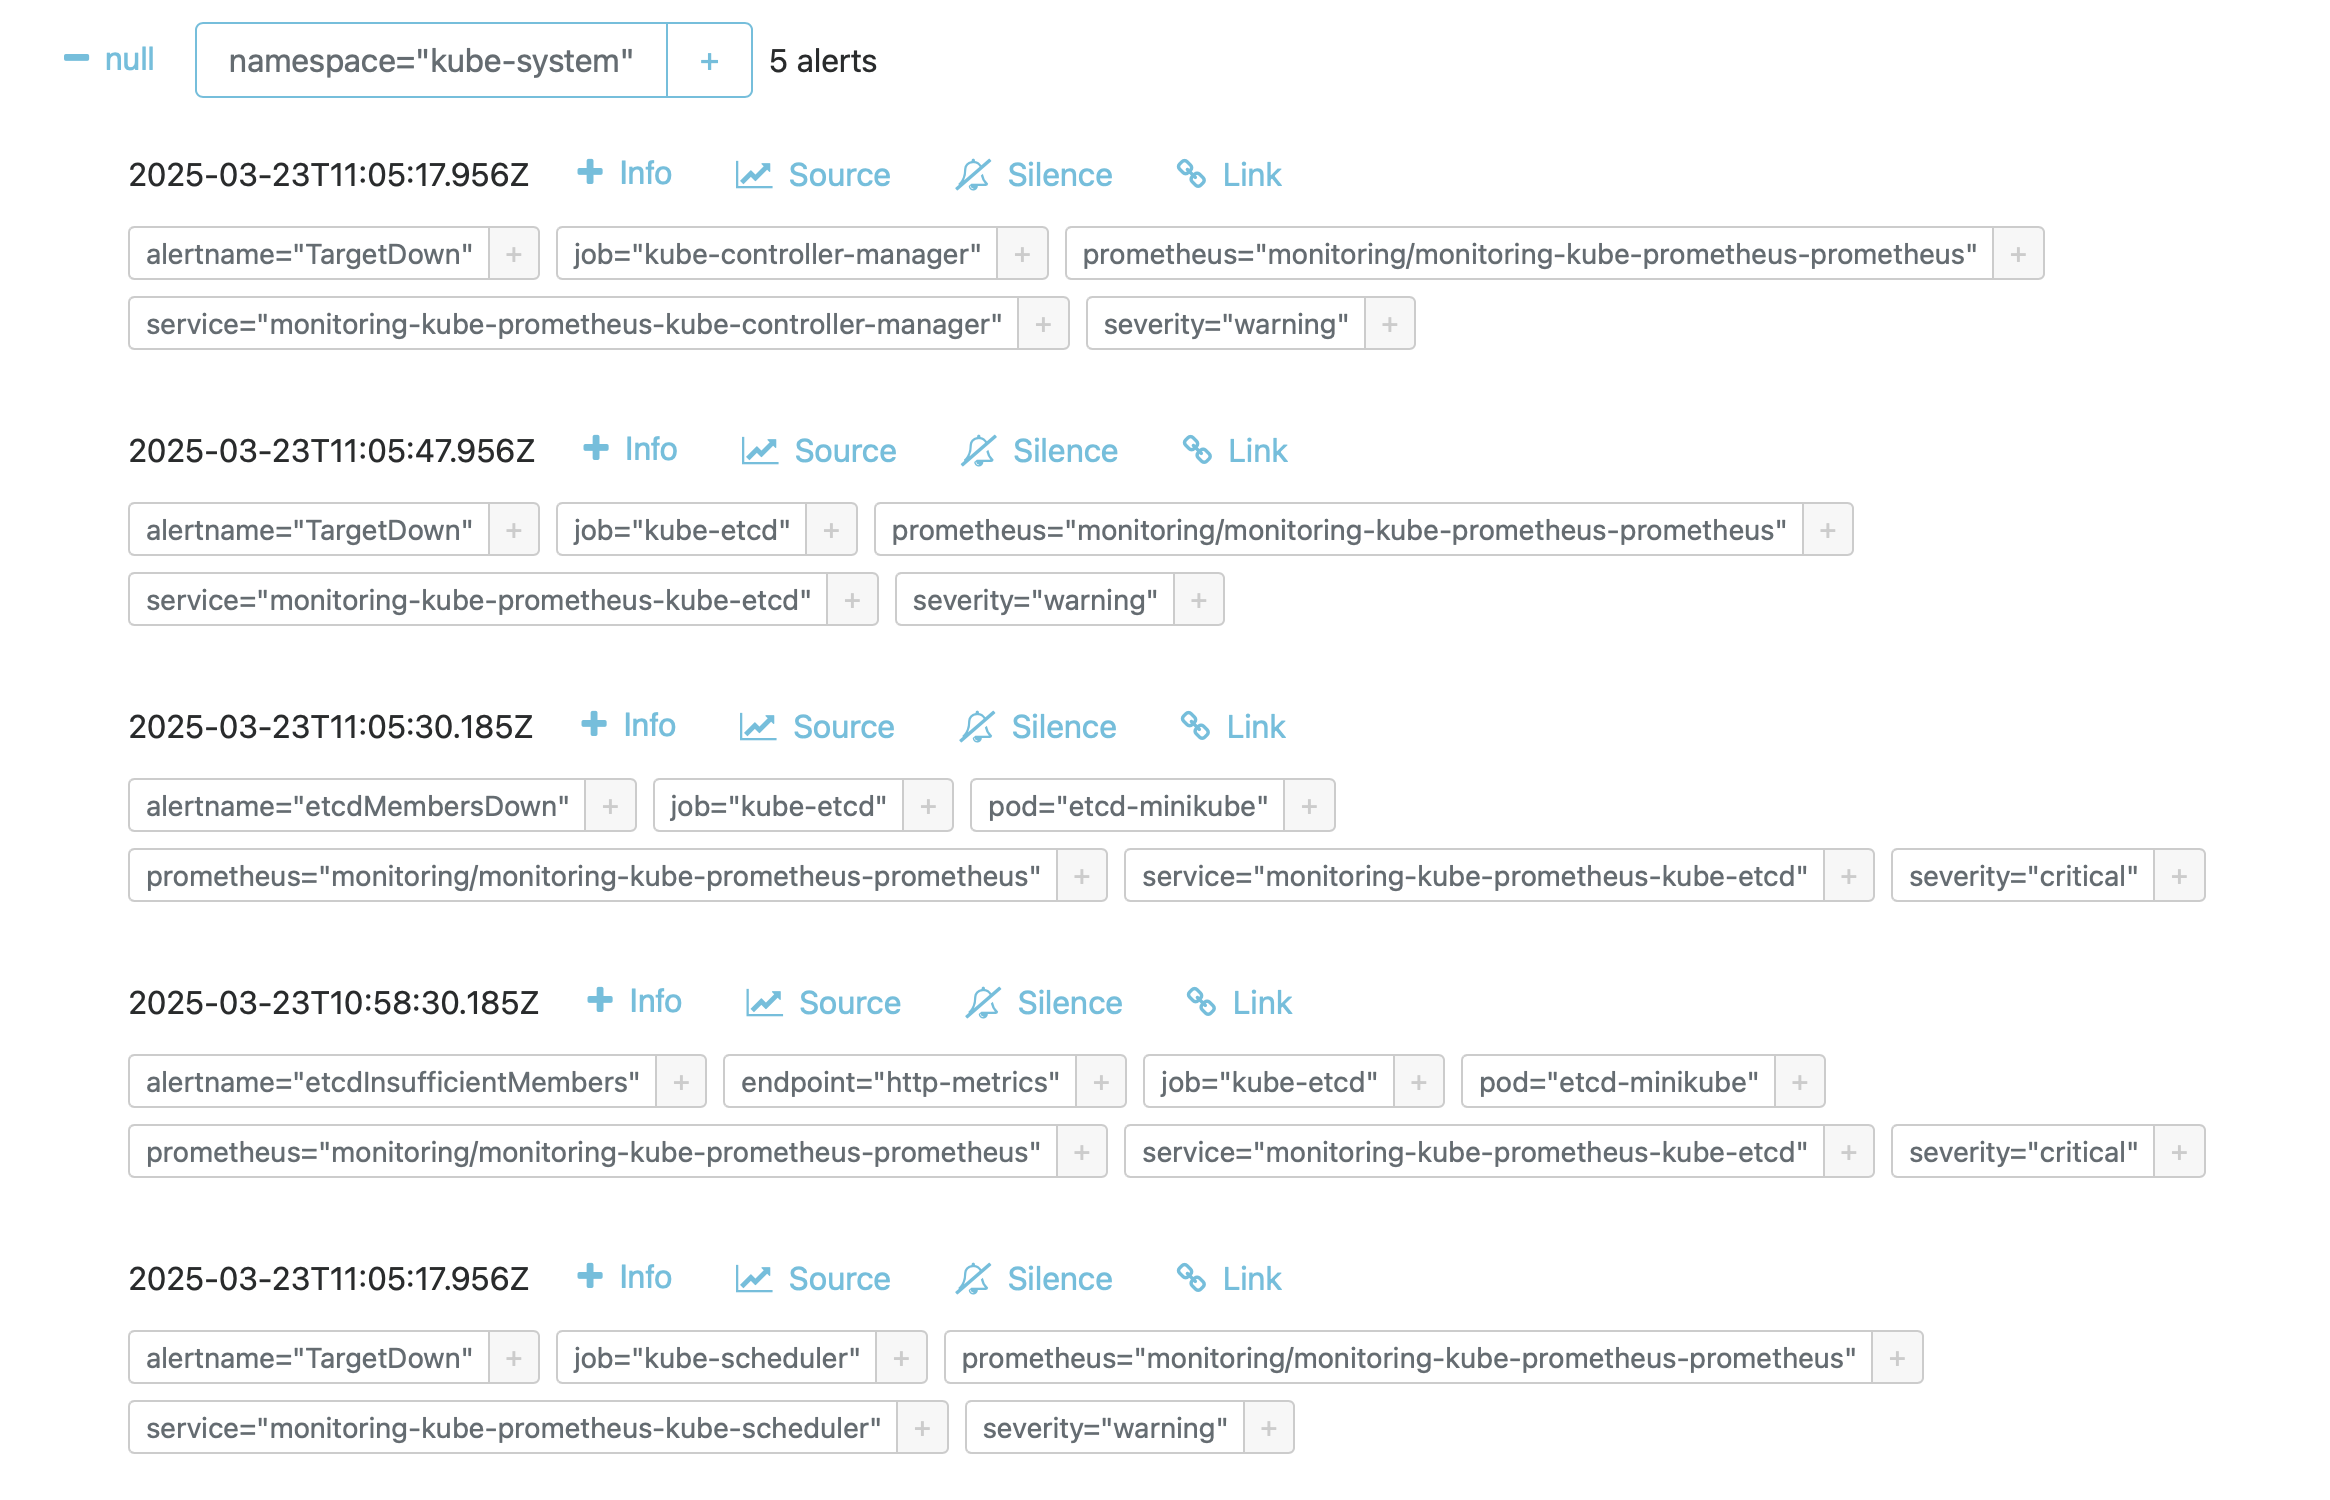 − null namespace="kube-system" + 5 alerts
2025-03-23T11:05:17.956Z + Info Source Silence Link
alertname="TargetDown" + job="kube-controller-manager" + prometheus="monitoring/monitoring-kube-prometheus-prometheus" +
service="monitoring-kube-prometheus-kube-controller-manager" + severity="warning" +
2025-03-23T11:05:47.956Z + Info Source Silence Link
alertname="TargetDown" + job="kube-etcd" + prometheus="monitoring/monitoring-kube-prometheus-prometheus" +
service="monitoring-kube-prometheus-kube-etcd" + severity="warning" +
2025-03-23T11:05:30.185Z + Info Source Silence Link
alertname="etcdMembersDown" + job="kube-etcd" + pod="etcd-minikube" +
prometheus="monitoring/monitoring-kube-prometheus-prometheus" + service="monitoring-kube-prometheus-kube-etcd" + severity="critical" +
2025-03-23T10:58:30.185Z + Info Source Silence Link
alertname="etcdInsufficientMembers" + endpoint="http-metrics" + job="kube-etcd" + pod="etcd-minikube" +
prometheus="monitoring/monitoring-kube-prometheus-prometheus" + service="monitoring-kube-prometheus-kube-etcd" + severity="critical" +
2025-03-23T11:05:17.956Z + Info Source Silence Link
alertname="TargetDown" + job="kube-scheduler" + prometheus="monitoring/monitoring-kube-prometheus-prometheus" +
service="monitoring-kube-prometheus-kube-scheduler" + severity="warning" +